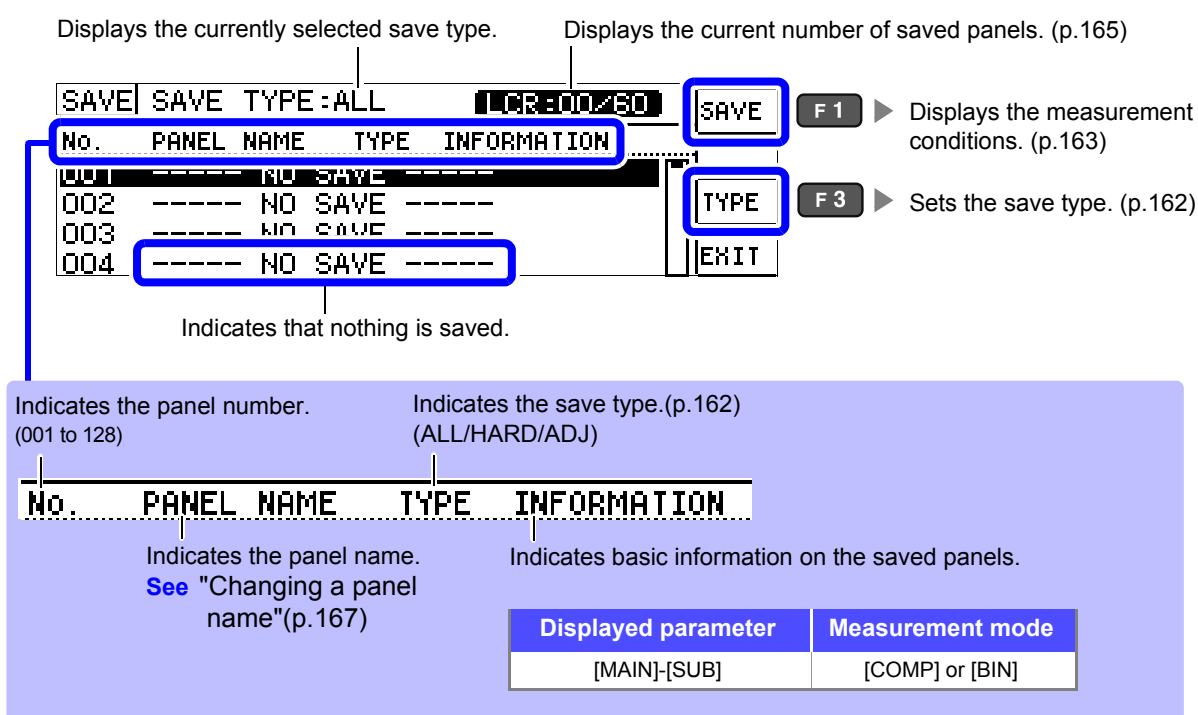 Displays the currently selected save type.
Displays the current number of saved panels. (p.165)
SAVE SAVE TYPE:ALL LCR:00/60
SAVE
F 1
Displays the measurement
conditions. (p.163)
No. PANEL NAME TYPE INFORMATION
001 ----- NO SAVE -----
002 ----- NO SAVE -----
TYPE
F 3
Sets the save type. (p.162)
003 ----- NO SAVE -----
004 ----- NO SAVE -----
EXIT
Indicates that nothing is saved.
Indicates the panel number.
(001 to 128)
Indicates the save type.(p.162)
(ALL/HARD/ADJ)
No. PANEL NAME TYPE INFORMATION
Indicates the panel name.
See "Changing a panel
name"(p.167)
Indicates basic information on the saved panels.
Displayed parameter Measurement mode
[MAIN]-[SUB] [COMP] or [BIN]